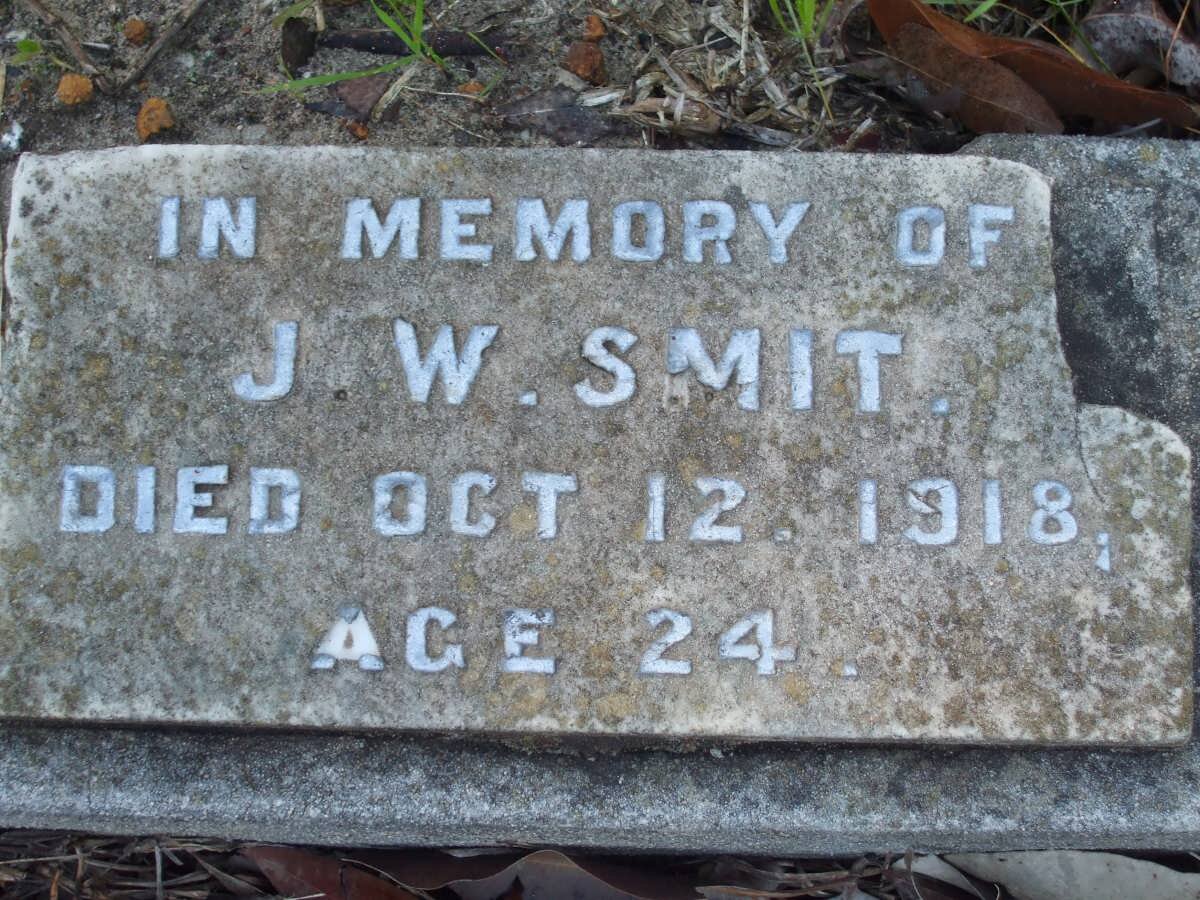 IN MEMORY OF
J. W. SMIT.
DIED OCT 12. 1918,
AGE 24.